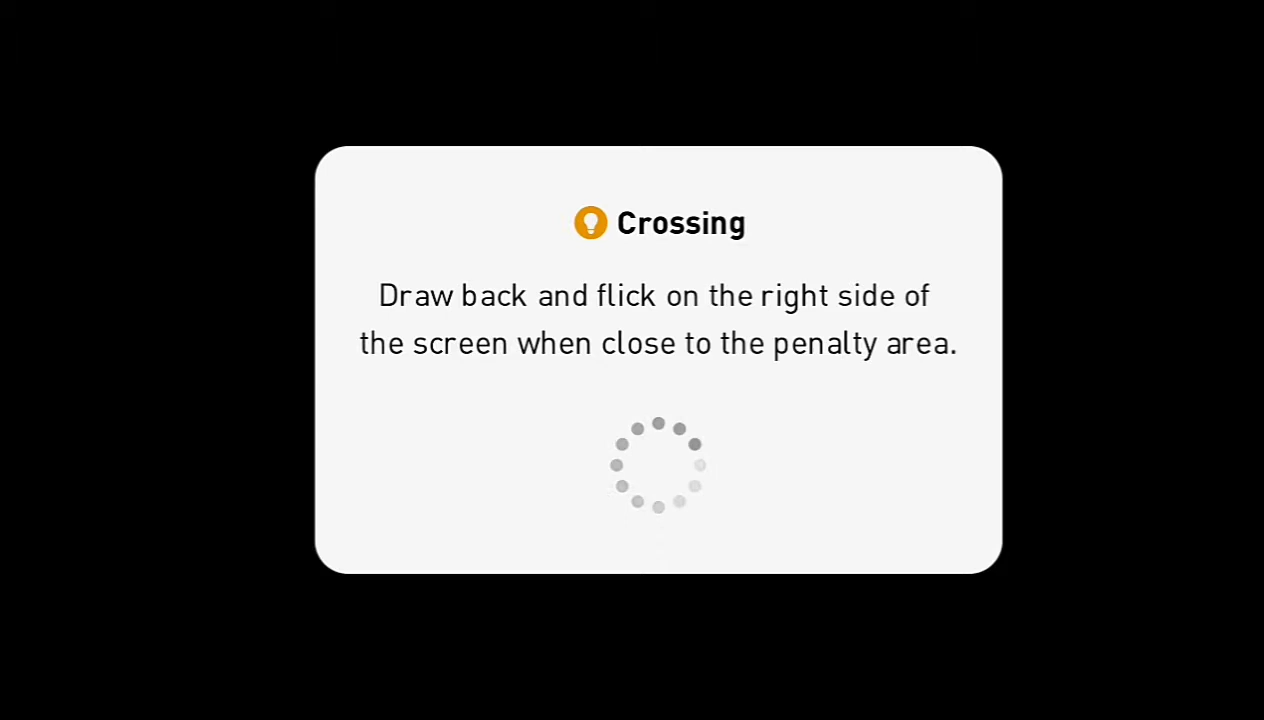 Crossing
Draw back and flick on the right side of
the screen when close to the penalty area.